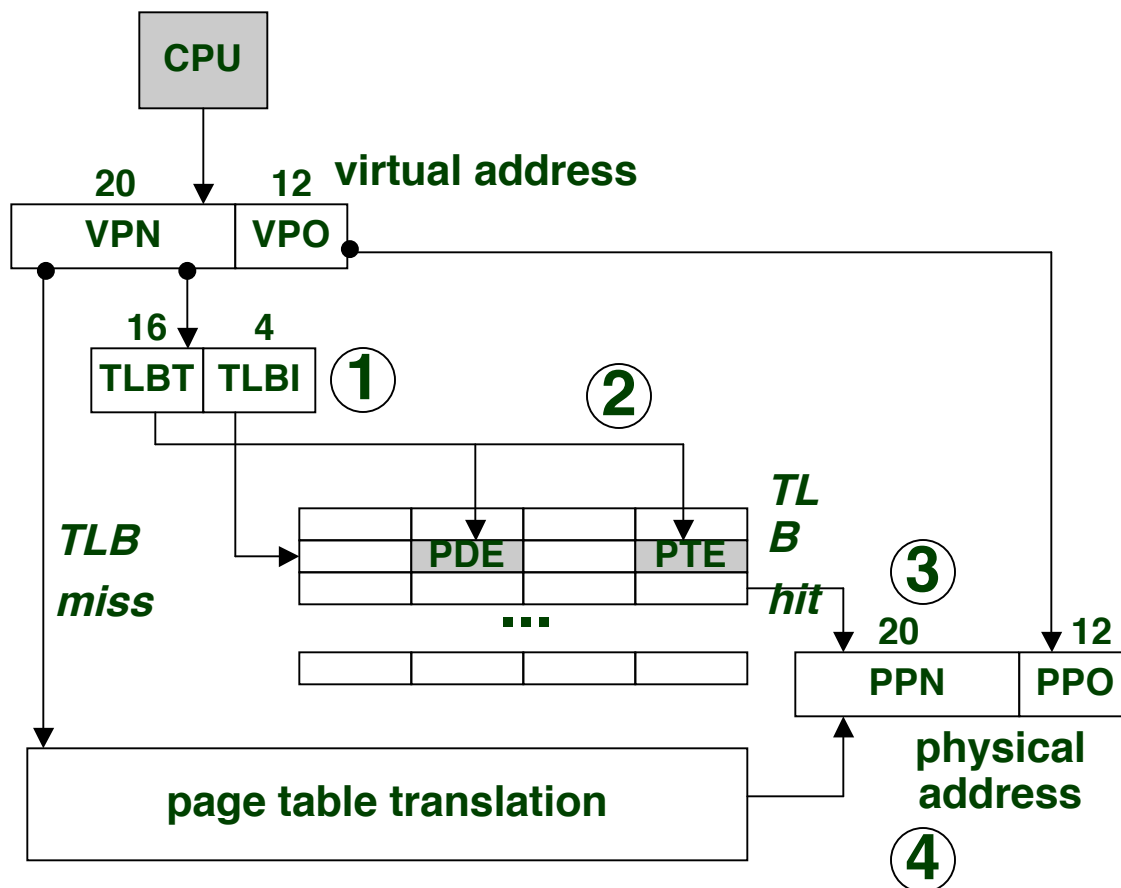 CPU
virtual address
20 12
VPN VPO
16 4
TLBT TLBI
1
2
TLB
miss
PDE PTE
TL
B
hit
...
3
20 12
PPN PPO
page table translation
physical
address
4